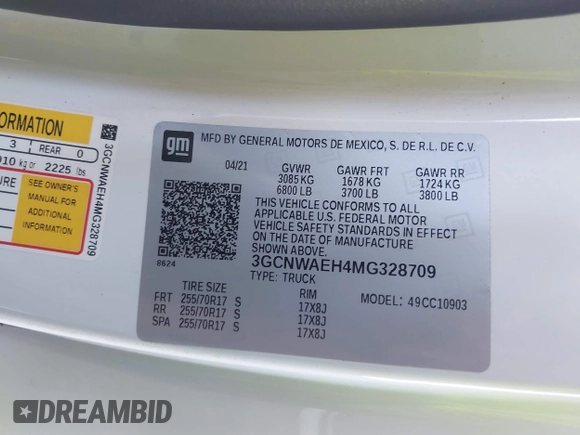 FORMATION
3 REAR 0
010 kg or 2225 lbs.
URE SEE OWNER'S
MANUAL FOR
ADDITIONAL
INFORMATION
3GCNWAEH4MG328709
gm
MFD BY GENERAL MOTORS DE MEXICO, S. DE R.L. DE C.V.
04/21 GVWR GAWR FRT GAWR RR
3085 KG 1678 KG 1724 KG
6800 LB 3700 LB 3800 LB
THIS VEHICLE CONFORMS TO ALL
APPLICABLE U.S. FEDERAL MOTOR
VEHICLE SAFETY STANDARDS IN EFFECT
ON THE DATE OF MANUFACTURE
SHOWN ABOVE.
8624 3GCNWAEH4MG328709
TYPE: TRUCK
TIRE SIZE RIM MODEL: 49CC10903
FRT 255/70R17 S 17X8J
RR 255/70R17 S 17X8J
SPA 255/70R17 S 17X8J
DREAMBID